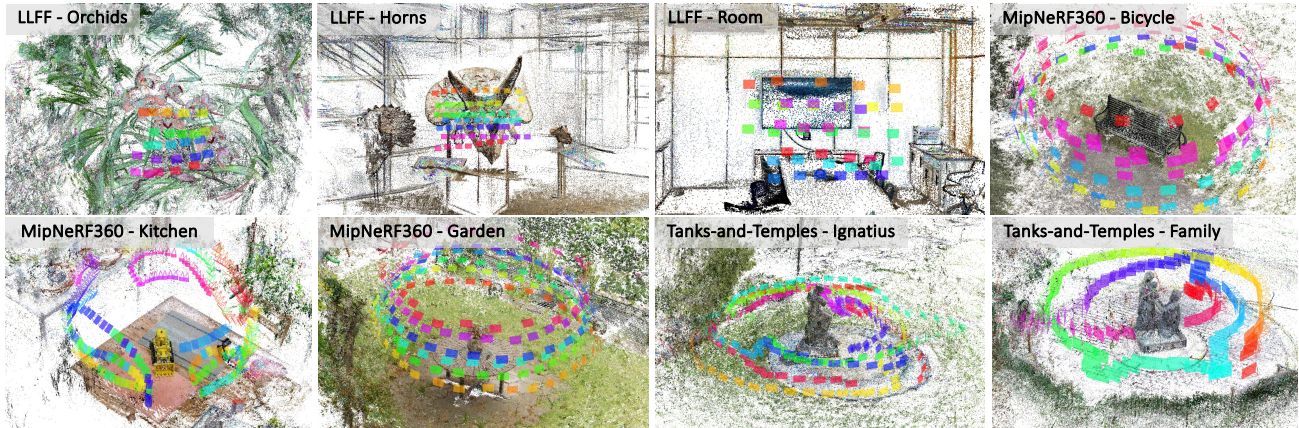 LLFF - Orchids
LLFF - Horns
LLFF - Room
MipNeRF360 - Bicycle
MipNeRF360 - Kitchen
MipNeRF360 - Garden
Tanks-and-Temples - Ignatius
Tanks-and-Temples - Family